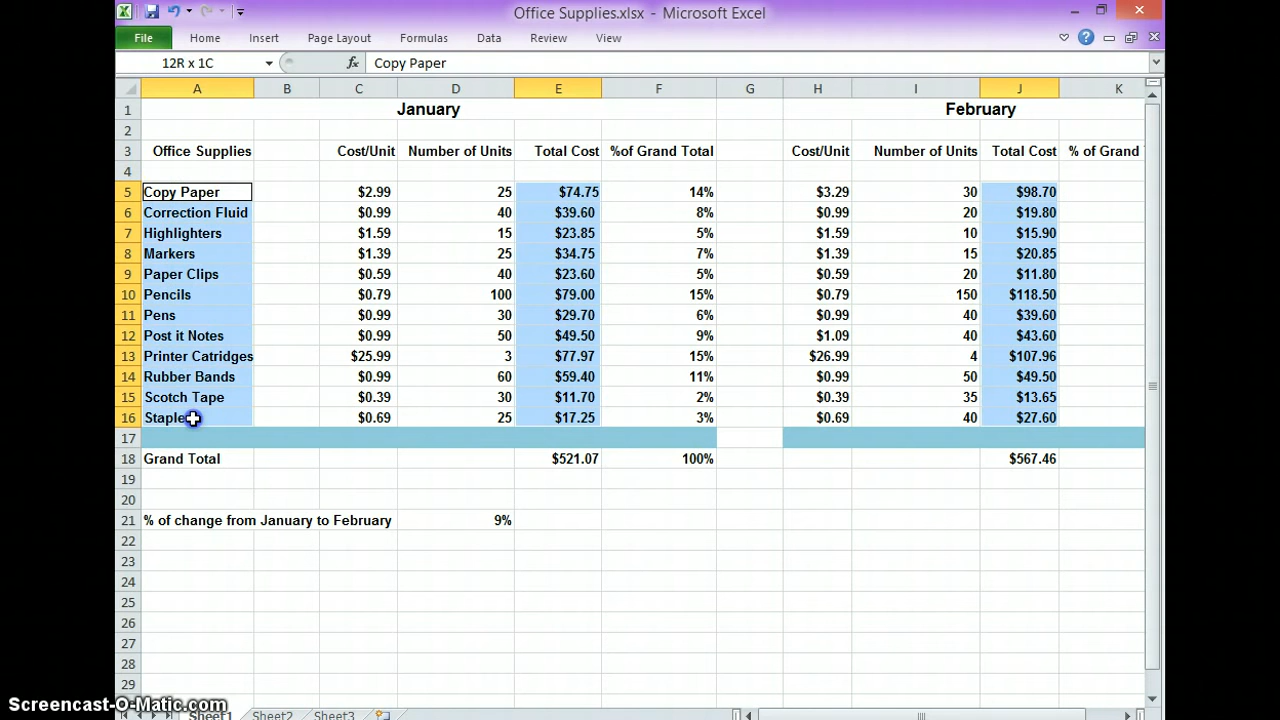 Office Supplies.xlsx - Microsoft Excel
File Home Insert Page Layout Formulas Data Review View
12R x 1C fx Copy Paper
A B C D E F G H I J K
1 January February
2
3 Office Supplies Cost/Unit Number of Units Total Cost %of Grand Total Cost/Unit Number of Units Total Cost % of Grand
4
5 Copy Paper $2.99 25 $74.75 14% $3.29 30 $98.70
6 Correction Fluid $0.99 40 $39.60 8% $0.99 20 $19.80
7 Highlighters $1.59 15 $23.85 5% $1.59 10 $15.90
8 Markers $1.39 25 $34.75 7% $1.39 15 $20.85
9 Paper Clips $0.59 40 $23.60 5% $0.59 20 $11.80
10 Pencils $0.79 100 $79.00 15% $0.79 150 $118.50
11 Pens $0.99 30 $29.70 6% $0.99 40 $39.60
12 Post it Notes $0.99 50 $49.50 9% $1.09 40 $43.60
13 Printer Catridges $25.99 3 $77.97 15% $26.99 4 $107.96
14 Rubber Bands $0.99 60 $59.40 11% $0.99 50 $49.50
15 Scotch Tape $0.39 30 $11.70 2% $0.39 35 $13.65
16 Staple $0.69 25 $17.25 3% $0.69 40 $27.60
17
18 Grand Total $521.07 100% $567.46
19
20
21 % of change from January to February 9%
22
23
24
25
26
27
28
29
Screencast-O-Matic.com Sheet1 Sheet2 Sheet3